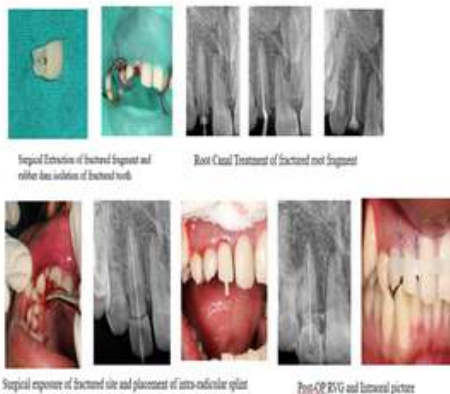 Surgical Extraction of fractured fragment and
rubber dam isolation of fractured tooth
Root Canal Treatment of fractured root fragment
Surgical exposure of fractured site and placement of intra-radicular splint
Post-OP RVG and Intraoral picture